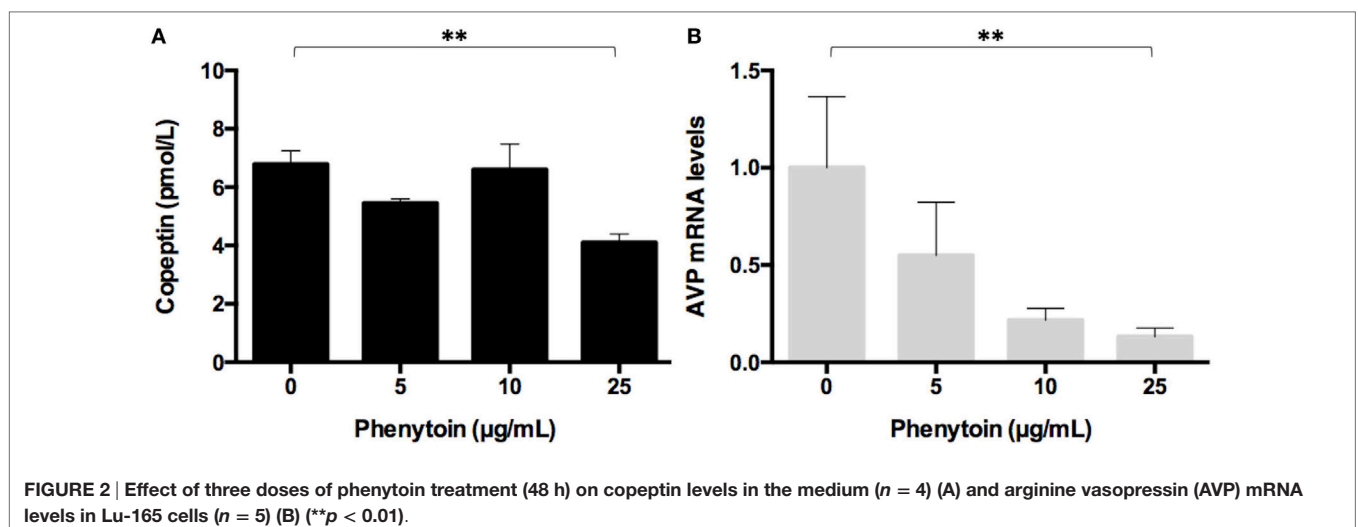 A
**
Copeptin (pmol/L)
10
8
6
4
2
0
0 5 10 25
Phenytoin (µg/mL)
B
**
AVP mRNA levels
1.5
1.0
0.5
0.0
0 5 10 25
Phenytoin (µg/mL)
FIGURE 2 | Effect of three doses of phenytoin treatment (48 h) on copeptin levels in the medium (n = 4) (A) and arginine vasopressin (AVP) mRNA
levels in Lu-165 cells (n = 5) (B) (**p < 0.01).